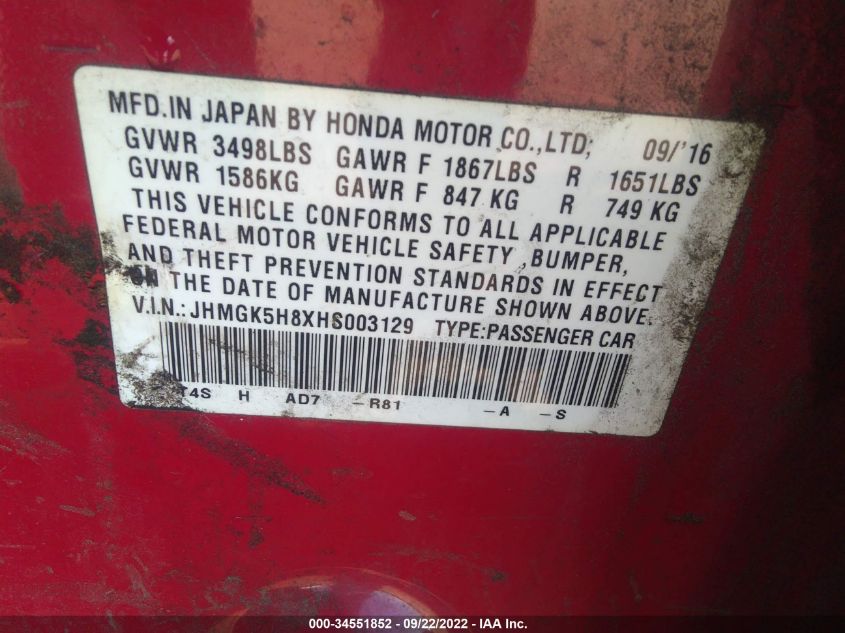 MFD.IN JAPAN BY HONDA MOTOR CO.,LTD; 09/'16
GVWR 3498LBS GAWR F 1867LBS R 1651LBS
GVWR 1586KG GAWR F 847 KG R 749 KG
THIS VEHICLE CONFORMS TO ALL APPLICABLE
FEDERAL MOTOR VEHICLE SAFETY, BUMPER,
AND THEFT PREVENTION STANDARDS IN EFFECT
ON THE DATE OF MANUFACTURE SHOWN ABOVE.
V.I.N.:JHMGK5H8XHS003129 TYPE:PASSENGER CAR
T4S H AD7 -R81 -A -S
000-34551852 - 09/22/2022 - IAA Inc.